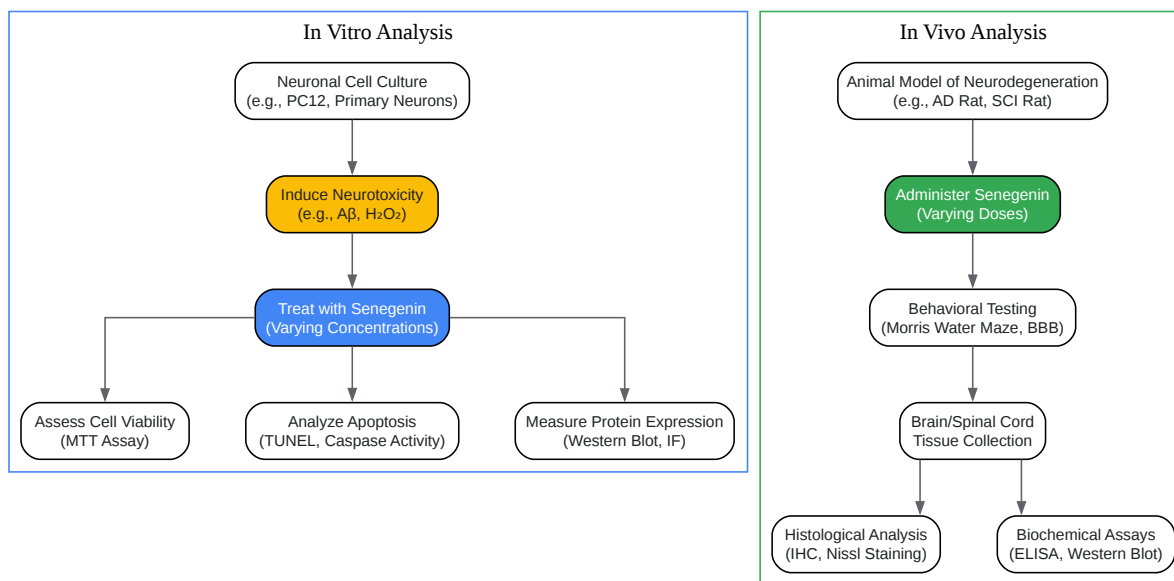 In Vitro Analysis
Neuronal Cell Culture
(e.g., PC12, Primary Neurons)
Induce Neurotoxicity
(e.g., Aβ, H₂O₂)
Treat with Senegenin
(Varying Concentrations)
Assess Cell Viability
(MTT Assay)
Analyze Apoptosis
(TUNEL, Caspase Activity)
Measure Protein Expression
(Western Blot, IF)
In Vivo Analysis
Animal Model of Neurodegeneration
(e.g., AD Rat, SCI Rat)
Administer Senegenin
(Varying Doses)
Behavioral Testing
(Morris Water Maze, BBB)
Brain/Spinal Cord
Tissue Collection
Histological Analysis
(IHC, Nissl Staining)
Biochemical Assays
(ELISA, Western Blot)